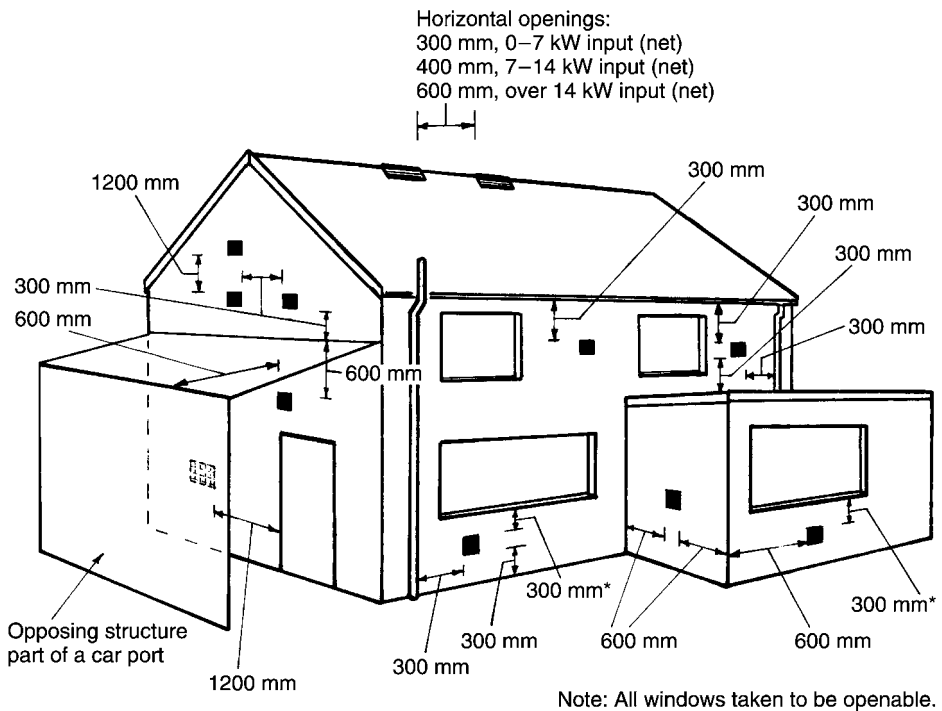 Horizontal openings:
300 mm, 0–7 kW input (net)
400 mm, 7–14 kW input (net)
600 mm, over 14 kW input (net)
1200 mm
300 mm
300 mm
300 mm
300 mm
600 mm
300 mm
600 mm
300 mm*
300 mm*
Opposing structure
part of a car port
300 mm
600 mm
600 mm
300 mm
1200 mm
Note: All windows taken to be openable.